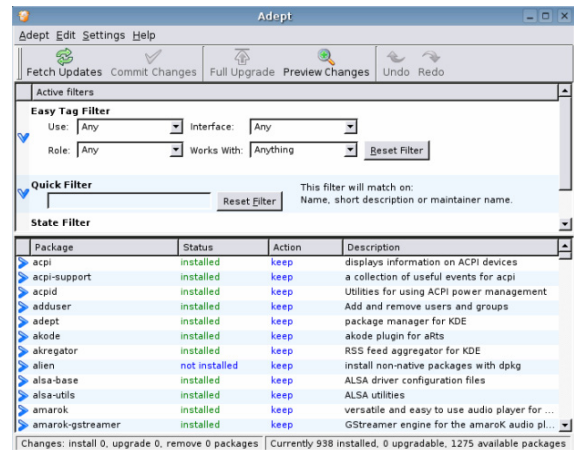 Adept
Adept Edit Settings Help
Fetch Updates Commit Changes Full Upgrade Preview Changes Undo Redo
Active filters
Easy Tag Filter
Use: Any Interface: Any
Role: Any Works With: Anything Reset Filter
Quick Filter
This filter will match on:
Reset Filter Name, short description or maintainer name.
State Filter
Package Status Action Description
acpi installed keep displays information on ACPI devices
acpi-support installed keep a collection of useful events for acpi
acpid installed keep Utilities for using ACPI power management
adduser installed keep Add and remove users and groups
adept installed keep package manager for KDE
akode installed keep akode plugin for aRts
akregator installed keep RSS feed aggregator for KDE
alien not installed keep install non-native packages with dpkg
alsa-base installed keep ALSA driver configuration files
alsa-utils installed keep ALSA utilities
amarok installed keep versatile and easy to use audio player for ...
amarok-gstreamer installed keep GStreamer engine for the amaroK audio pl...
Changes: install 0, upgrade 0, remove 0 packages Currently 938 installed, 0 upgradable, 1275 available packages